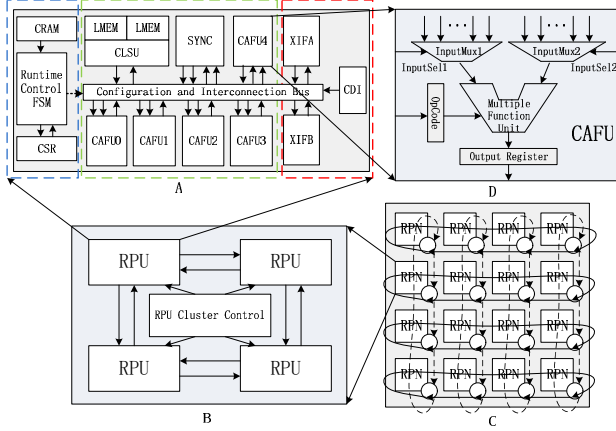 CRAM
Runtime
Control
FSM
CSR
LMEM
LMEM
CLSU
SYNC
CAFU4
XIFA
Configuration and Interconnection Bus
CDI
CAFU0
CAFU1
CAFU2
CAFU3
XIFB
A
InputMux1
InputMux2
InputSel1
InputSel2
OpCode
Multiple
Function
Unit
CAFU
Output Register
D
RPU
RPU
RPU Cluster Control
RPU
RPU
B
RPN RPN RPN RPN
RPN RPN RPN RPN
RPN RPN RPN RPN
RPN RPN RPN RPN
C